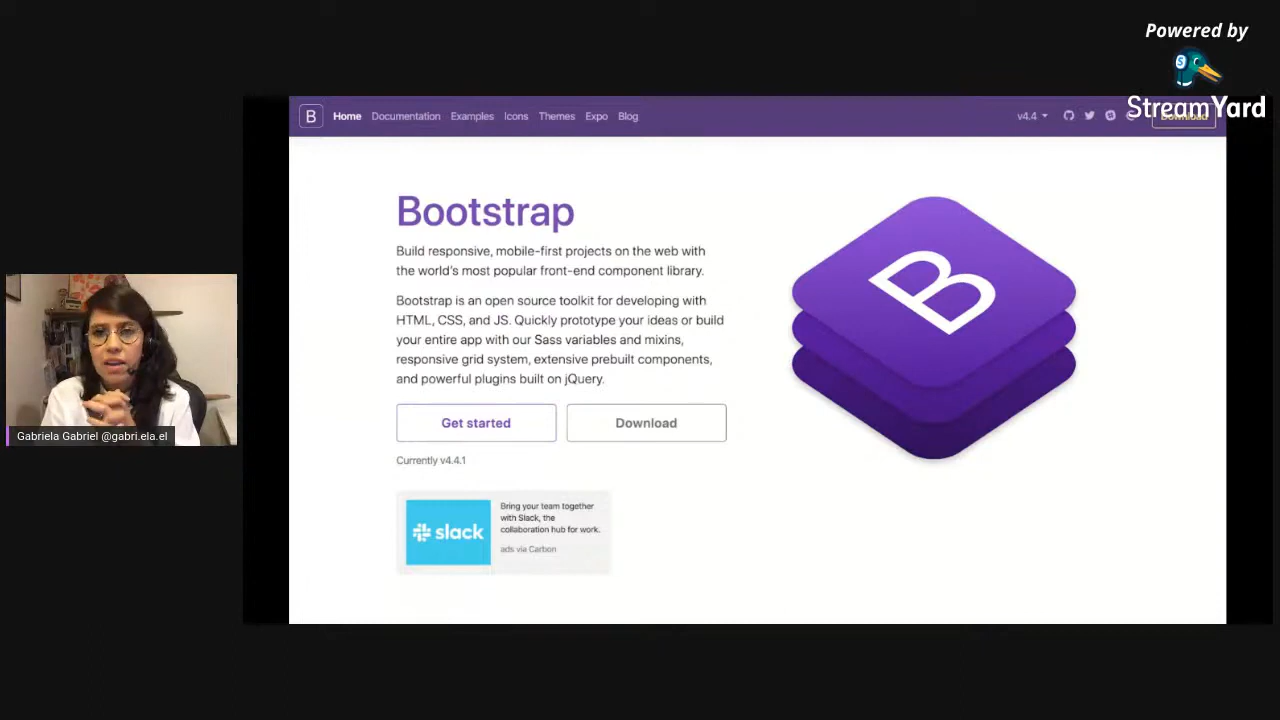 Powered by
StreamYard
B
Home Documentation Examples Icons Themes Expo Blog v4.4 Download
Bootstrap
Build responsive, mobile-first projects on the web with
the world's most popular front-end component library.
Bootstrap is an open source toolkit for developing with
HTML, CSS, and JS. Quickly prototype your ideas or build
your entire app with our Sass variables and mixins,
responsive grid system, extensive prebuilt components,
and powerful plugins built on jQuery.
Get started Download
Currently v4.4.1
slack
Bring your team together
with Slack, the
collaboration hub for work.
ads via Carbon
B
Gabriela Gabriel @gabri.ela.el